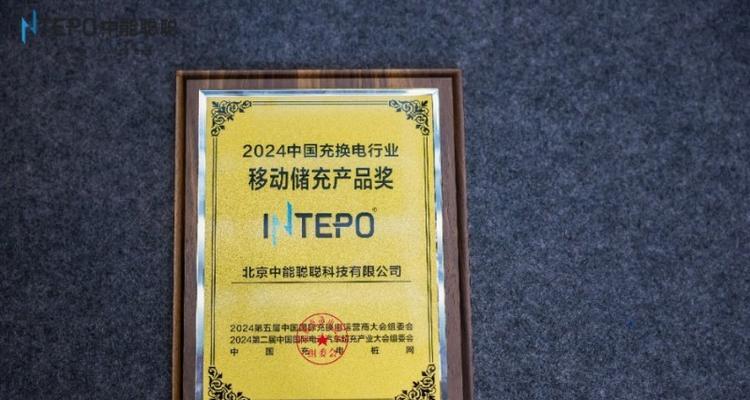 INTEPO中能聪聪
2024中国充换电行业
移动储充产品奖
INTEPO®
北京中能聪聪科技有限公司
2024第五届中国国际充换电运营商大会组委会
2024第二届中国国际电动汽车超充产业大会组委会
中国充电桩网